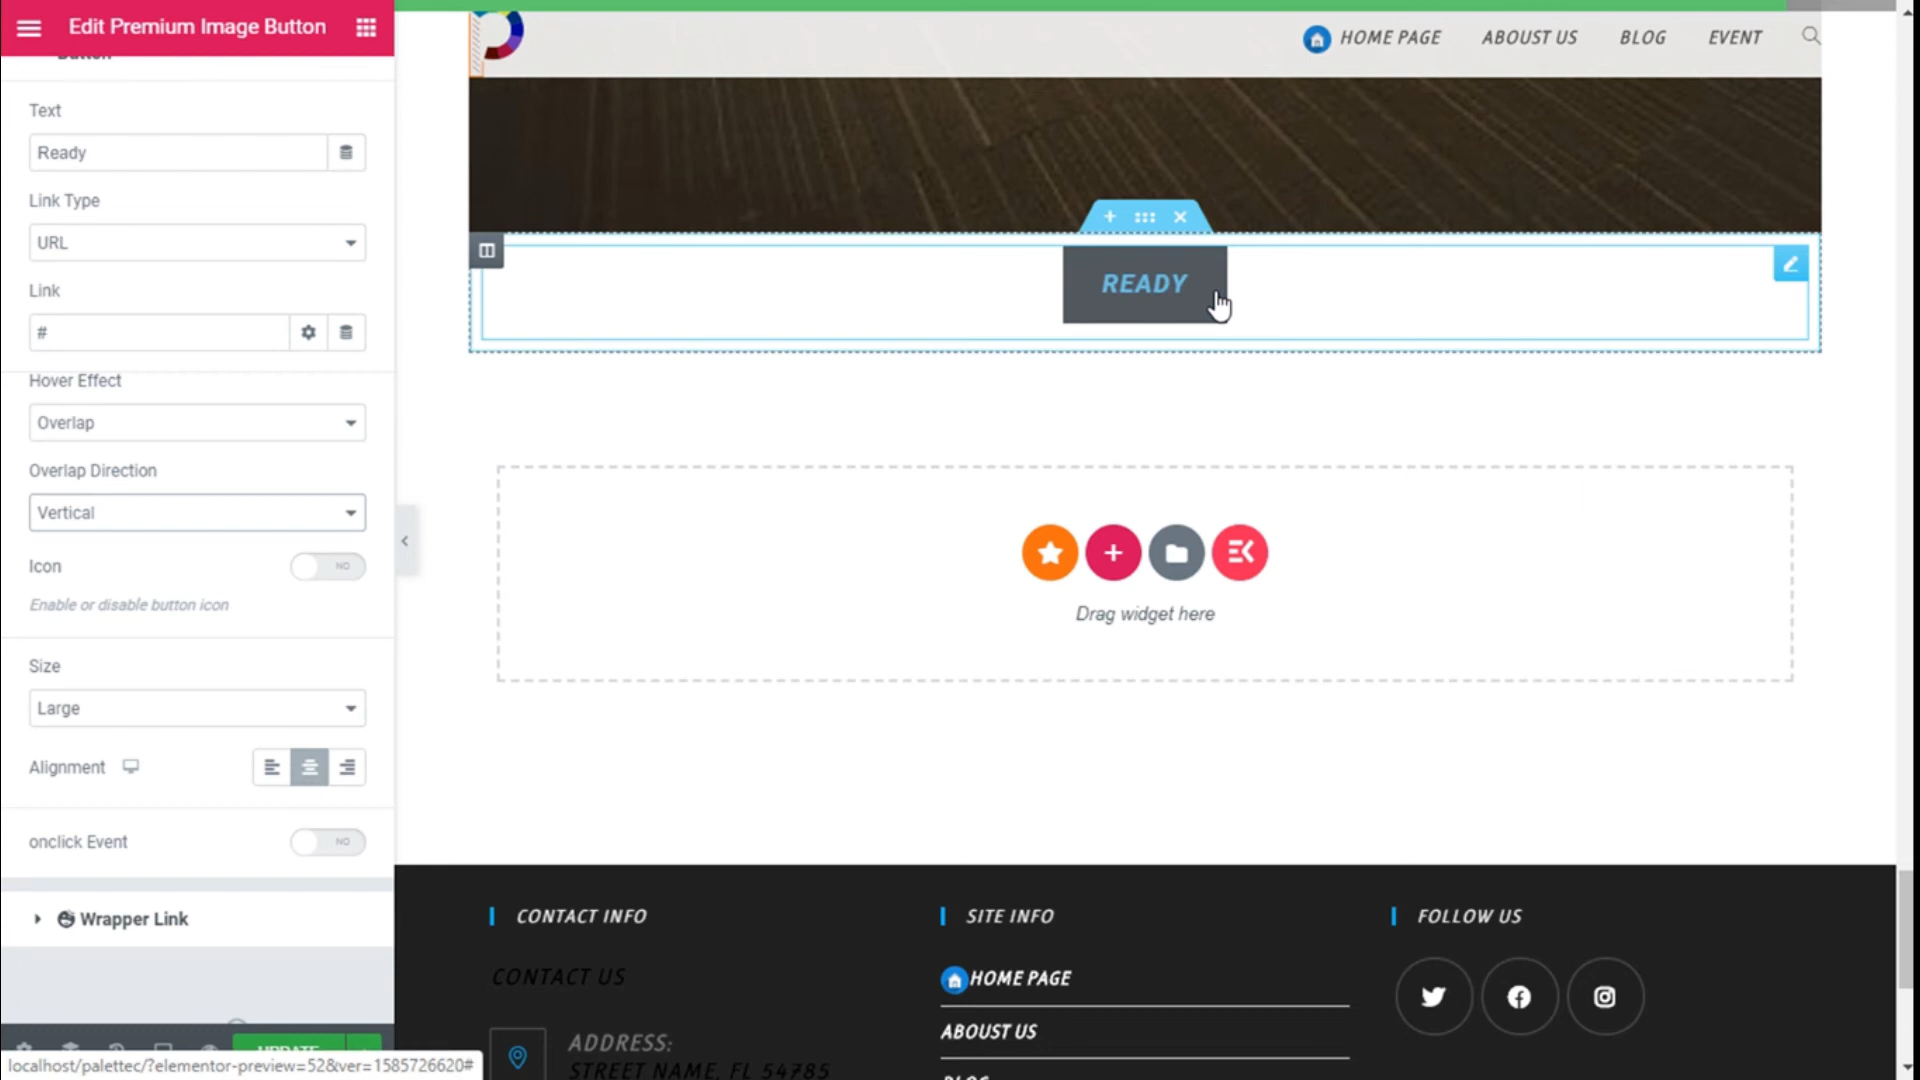 Edit Premium Image Button
Button
Text
Ready
Link Type
URL
Link
#
Hover Effect
Overlap
Overlap Direction
Vertical
Icon
NO
Enable or disable button icon
Size
Large
Alignment
onclick Event
NO
Wrapper Link
UPDATE
localhost/palettec/?elementor-preview=52&ver=1585726620#
HOME PAGE
ABOUST US
BLOG
EVENT
READY
Drag widget here
CONTACT INFO
CONTACT US
ADDRESS:
STREET NAME, FL 54785
SITE INFO
HOME PAGE
ABOUST US
BLOG
FOLLOW US